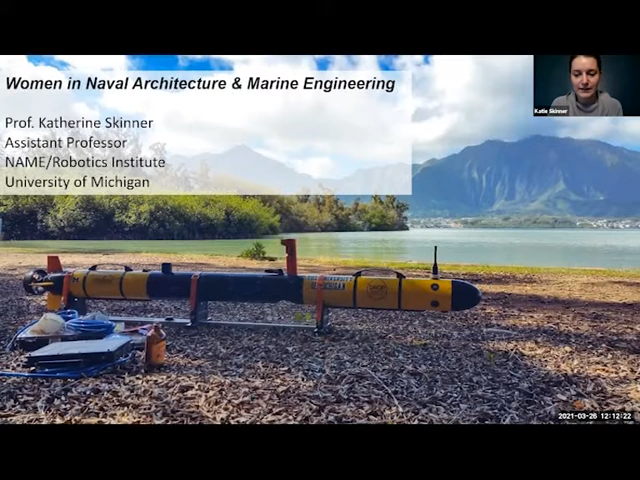 Women in Naval Architecture & Marine Engineering
Prof. Katherine Skinner
Assistant Professor
NAME/Robotics Institute
University of Michigan
Katie Skinner
2021-03-26 12:12:22